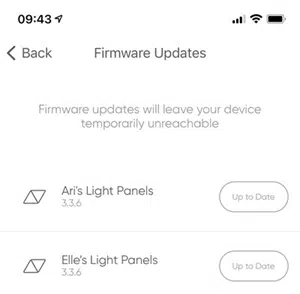 09:43
Back Firmware Updates
Firmware updates will leave your device
temporarily unreachable
Ari's Light Panels
3.3.6
Up to Date
Elle's Light Panels
3.3.6
Up to Date